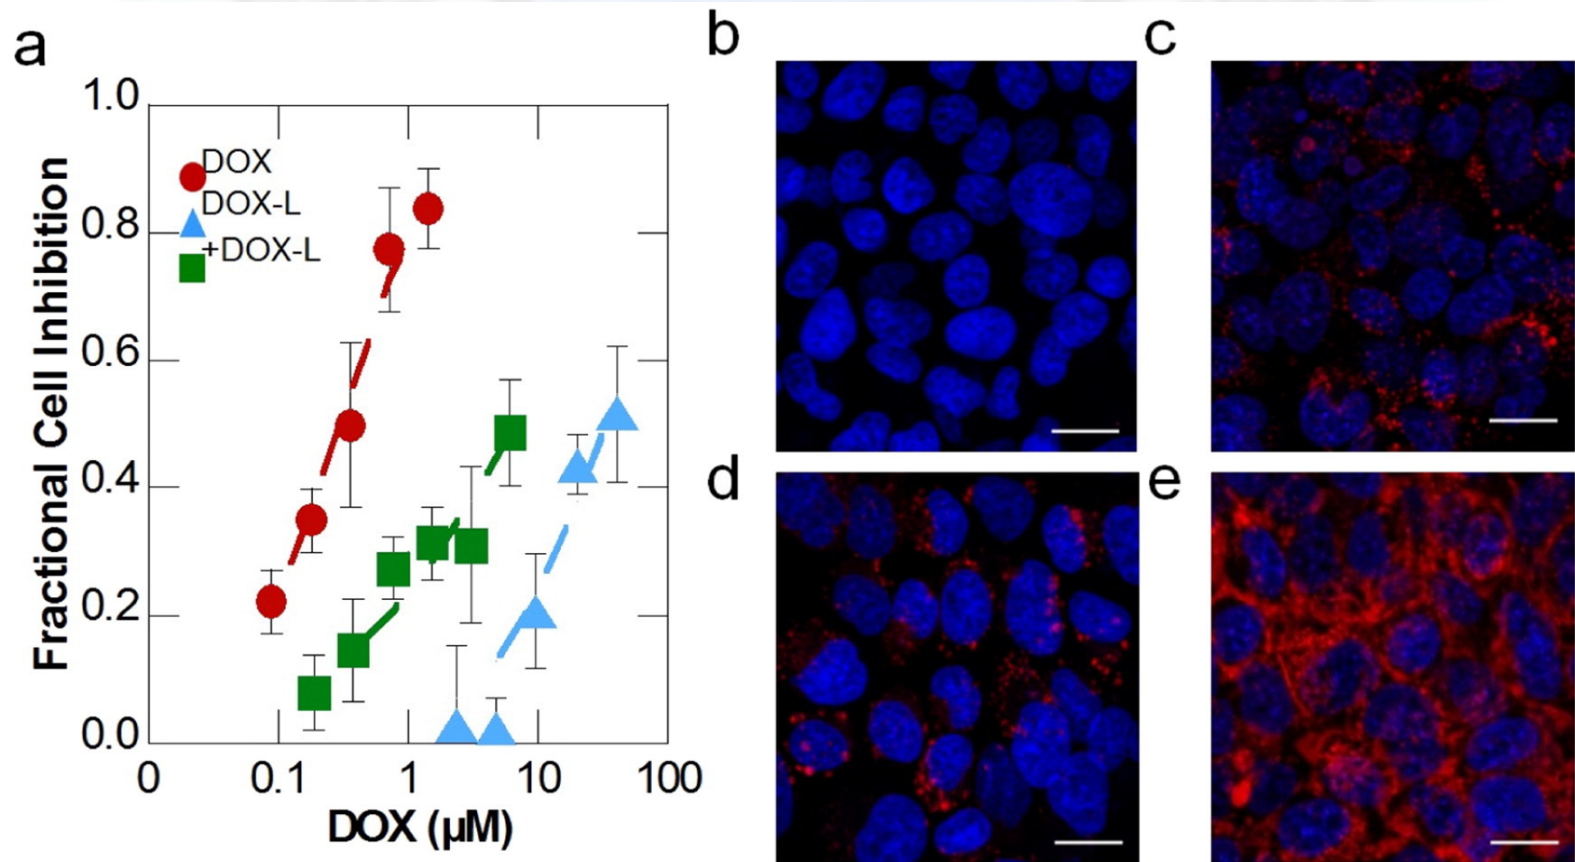 a
b
c
d
e
1.0
0.8
0.6
0.4
0.2
0.0
Fractional Cell Inhibition
DOX
DOX-L
+DOX-L
0
0.1
1
10
100
DOX (µM)